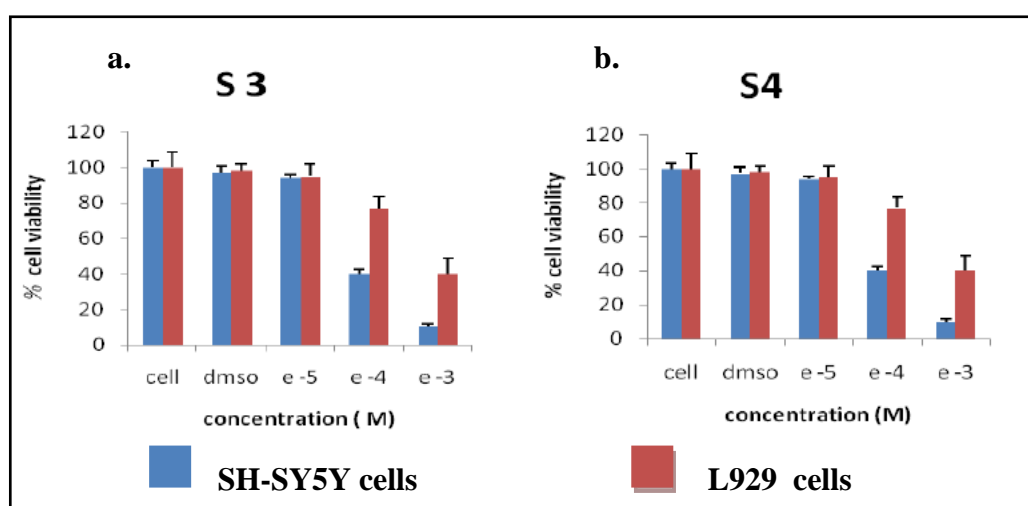 a.
S 3
% cell viability
120
100
80
60
40
20
0
cell dmso e -5 e -4 e -3
concentration ( M)
b.
S4
% cell viability
120
100
80
60
40
20
0
cell dmso e -5 e -4 e -3
concentration (M)
SH-SY5Y cells
L929 cells